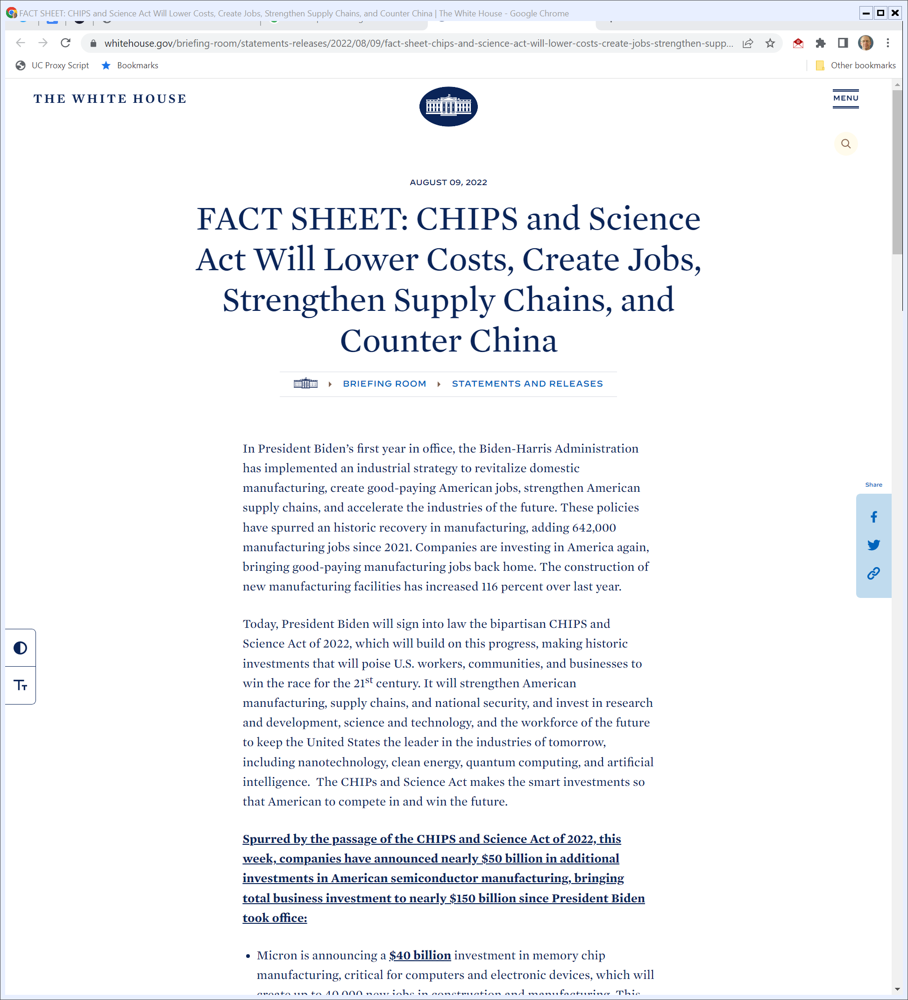 FACT SHEET: CHIPS and Science Act Will Lower Costs, Create Jobs, Strengthen Supply Chains, and Counter China | The White House - Google Chrome
whitehouse.gov/briefing-room/statements-releases/2022/08/09/fact-sheet-chips-and-science-act-will-lower-costs-create-jobs-strengthen-supp...
UC Proxy Script
Bookmarks
Other bookmarks
THE WHITE HOUSE
MENU
AUGUST 09, 2022
FACT SHEET: CHIPS and Science
Act Will Lower Costs, Create Jobs,
Strengthen Supply Chains, and
Counter China
BRIEFING ROOM
STATEMENTS AND RELEASES
In President Biden’s first year in office, the Biden-Harris Administration
has implemented an industrial strategy to revitalize domestic
manufacturing, create good-paying American jobs, strengthen American
supply chains, and accelerate the industries of the future. These policies
have spurred an historic recovery in manufacturing, adding 642,000
manufacturing jobs since 2021. Companies are investing in America again,
bringing good-paying manufacturing jobs back home. The construction of
new manufacturing facilities has increased 116 percent over last year.
Share
Today, President Biden will sign into law the bipartisan CHIPS and
Science Act of 2022, which will build on this progress, making historic
investments that will poise U.S. workers, communities, and businesses to
win the race for the 21st century. It will strengthen American
manufacturing, supply chains, and national security, and invest in research
and development, science and technology, and the workforce of the future
to keep the United States the leader in the industries of tomorrow,
including nanotechnology, clean energy, quantum computing, and artificial
intelligence.  The CHIPs and Science Act makes the smart investments so
that American to compete in and win the future.
Spurred by the passage of the CHIPS and Science Act of 2022, this
week, companies have announced nearly $50 billion in additional
investments in American semiconductor manufacturing, bringing
total business investment to nearly $150 billion since President Biden
took office:
• Micron is announcing a $40 billion investment in memory chip
manufacturing, critical for computers and electronic devices, which will
create up to 40,000 new jobs in construction and manufacturing. This